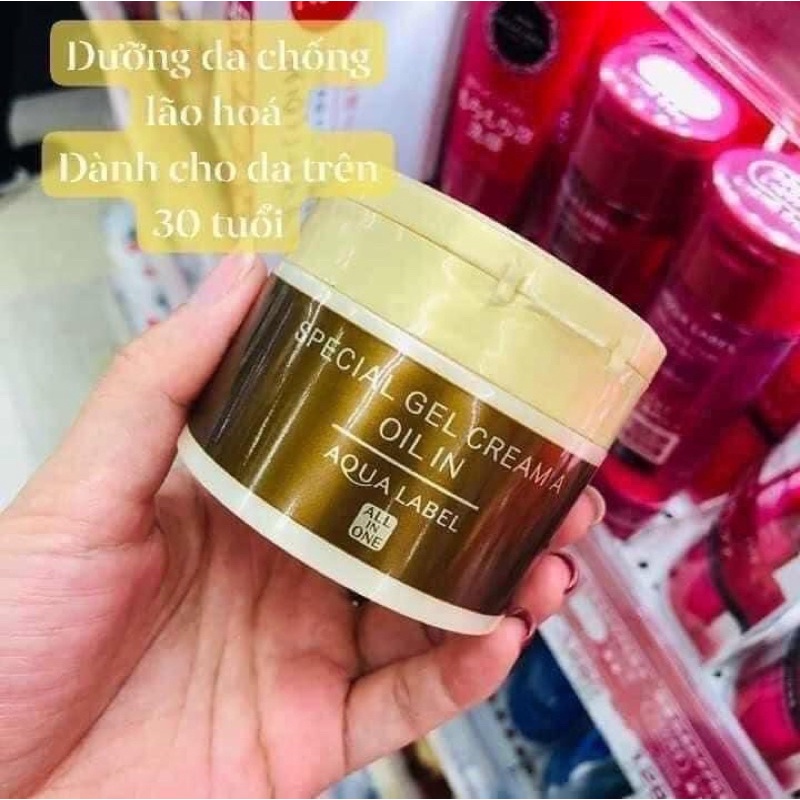 Dưỡng da chống
lão hoá
Dành cho da trên
30 tuổi
SPECIAL GEL CREAM A
OIL IN
AQUA LABEL
ALL
IN
ONE